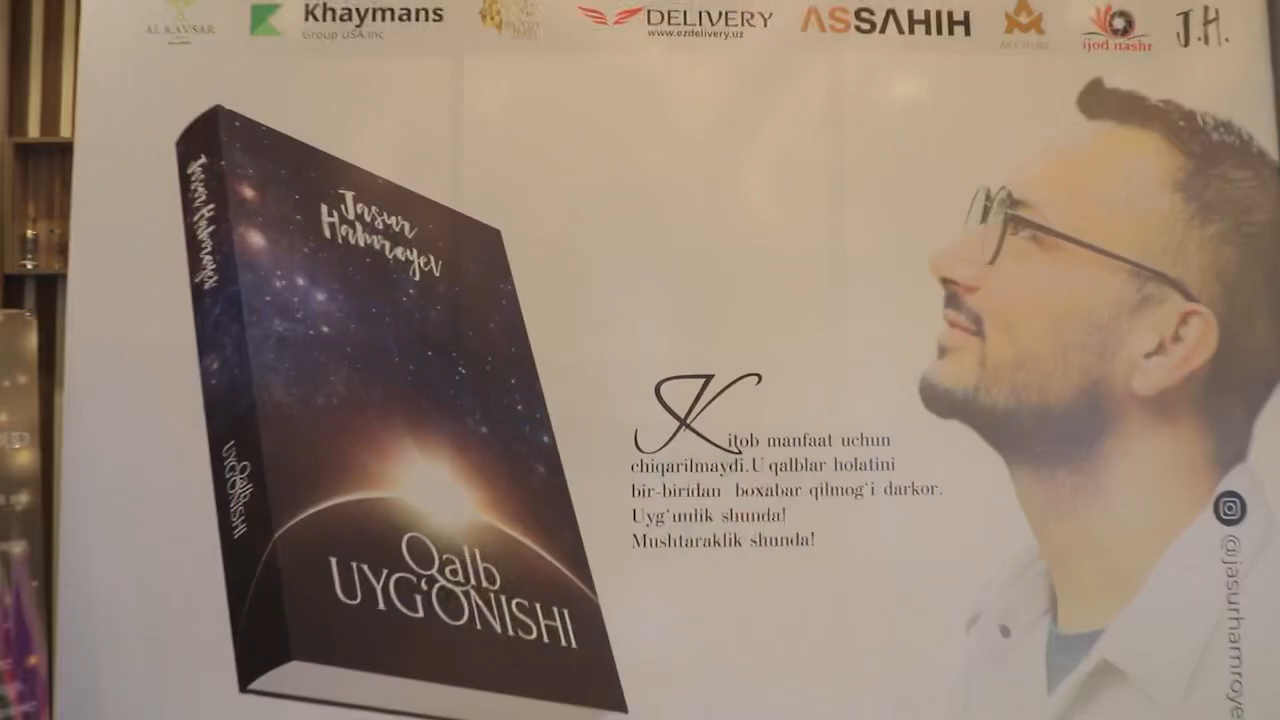 AL KAVSAR
Khaymans
Group USA.inc
DELIVERY
www.ezdelivery.uz
ASSAHIH
ijod nashr
J.H.
Jasur
Hamroyev
Jasur Hamroyev
Qalb
UYG'ONISHI
Qalb
UYG'ONISHI
Kitob manfaat uchun
chiqarilmaydi. U qalblar holatini
bir-biridan boxabar qilmog'i darkor.
Uyg'unlik shunda!
Mushtaraklik shunda!
@jasurhamroye